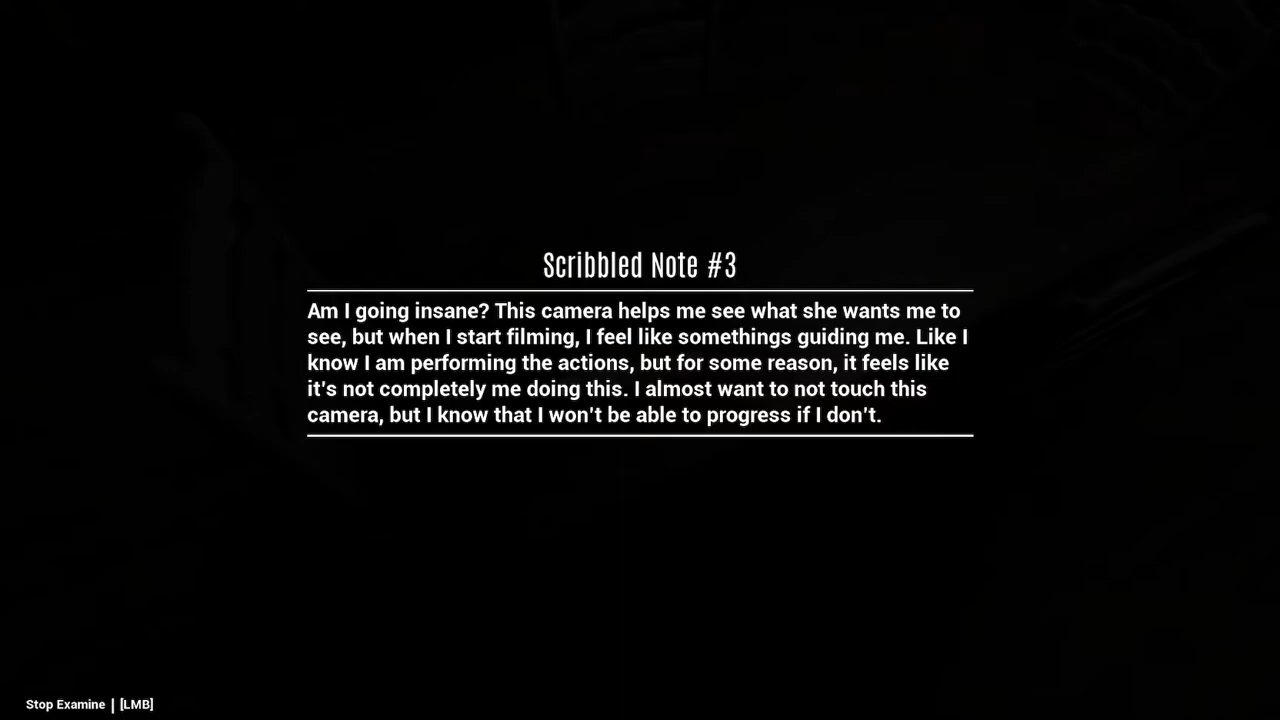 Scribbled Note #3
Am I going insane? This camera helps me see what she wants me to
see, but when I start filming, I feel like somethings guiding me. Like I
know I am performing the actions, but for some reason, it feels like
it's not completely me doing this. I almost want to not touch this
camera, but I know that I won't be able to progress if I don't.
Stop Examine | [LMB]